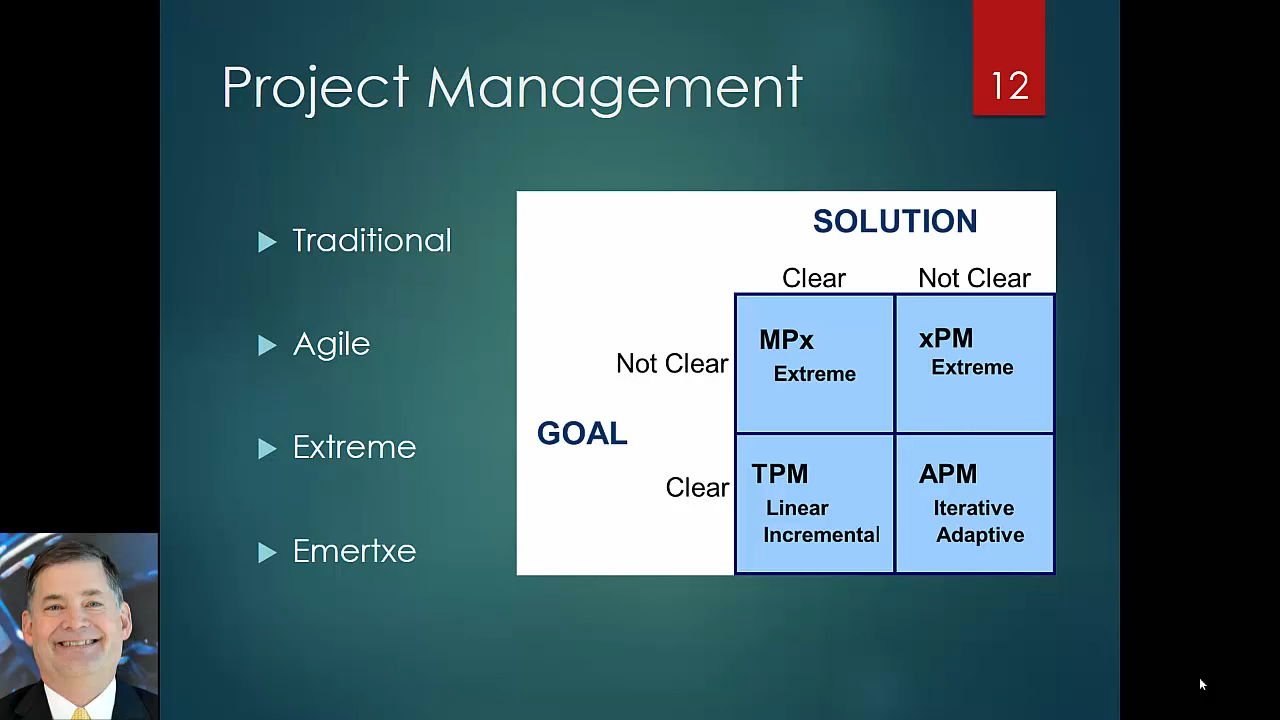 Project Management
12
Traditional
Agile
Extreme
Emertxe
SOLUTION
Clear Not Clear
Not Clear
MPx
Extreme
xPM
Extreme
GOAL
Clear
TPM
Linear
Incremental
APM
Iterative
Adaptive